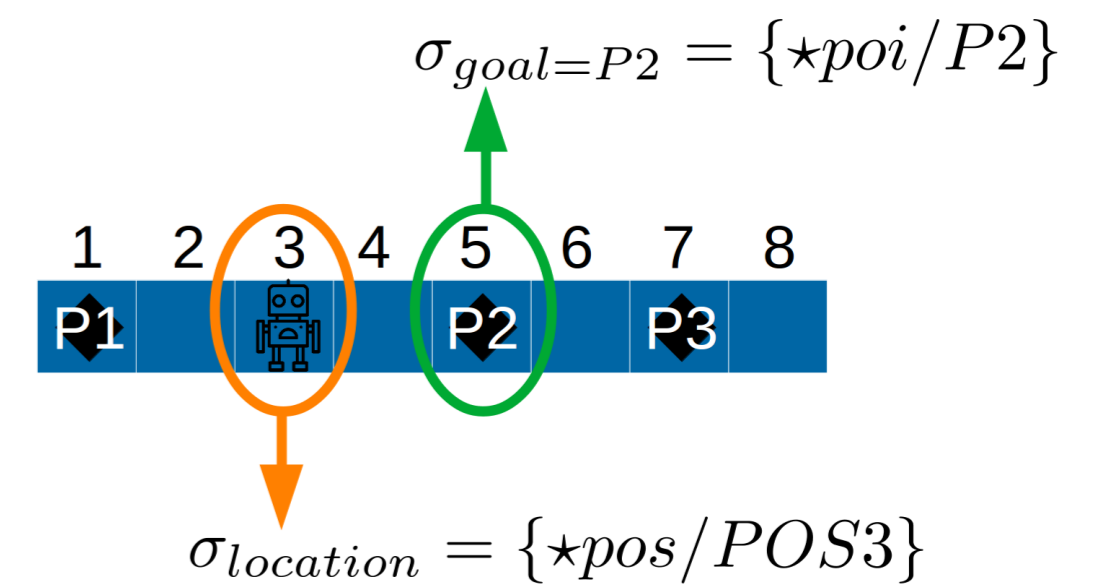 σ_{goal=P2} = {⋆poi/P2}
1 2 3 4 5 6 7 8
P1 P2 P3
σ_{location} = {⋆pos/POS3}